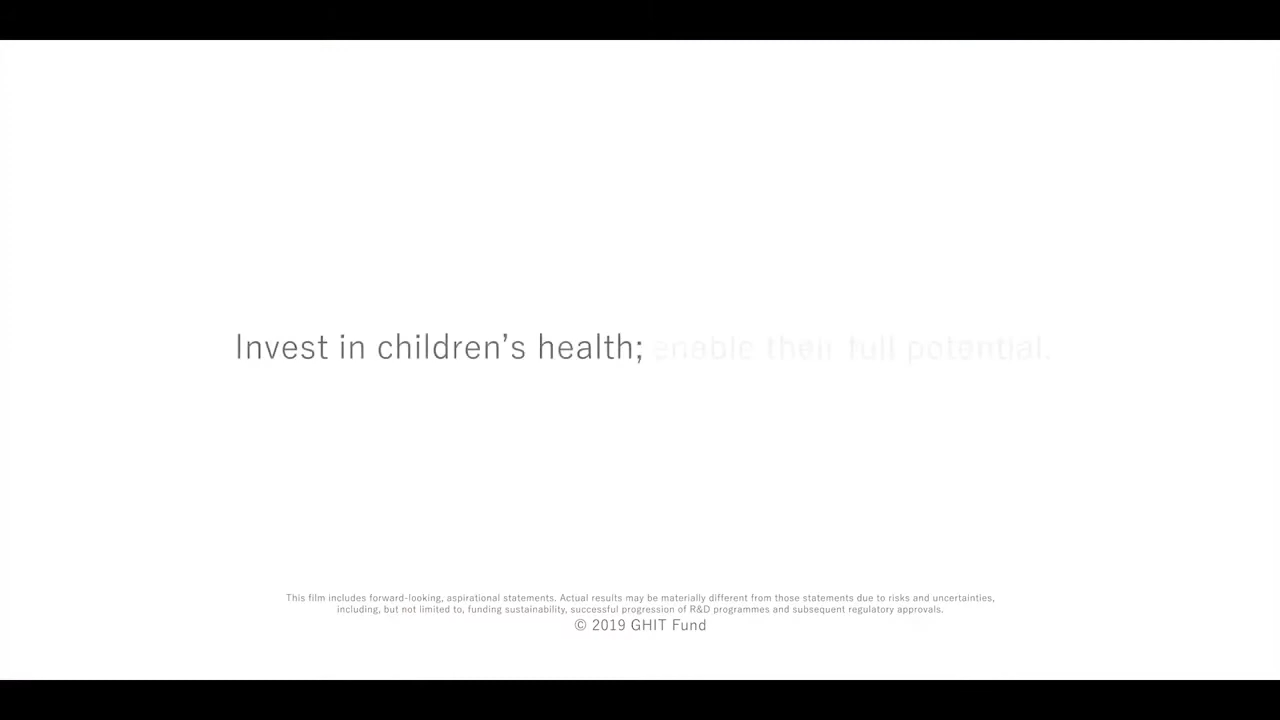 Invest in children’s health; enable their full potential.
This film includes forward-looking, aspirational statements. Actual results may be materially different from those statements due to risks and uncertainties,
including, but not limited to, funding sustainability, successful progression of R&D programmes and subsequent regulatory approvals.
© 2019 GHIT Fund